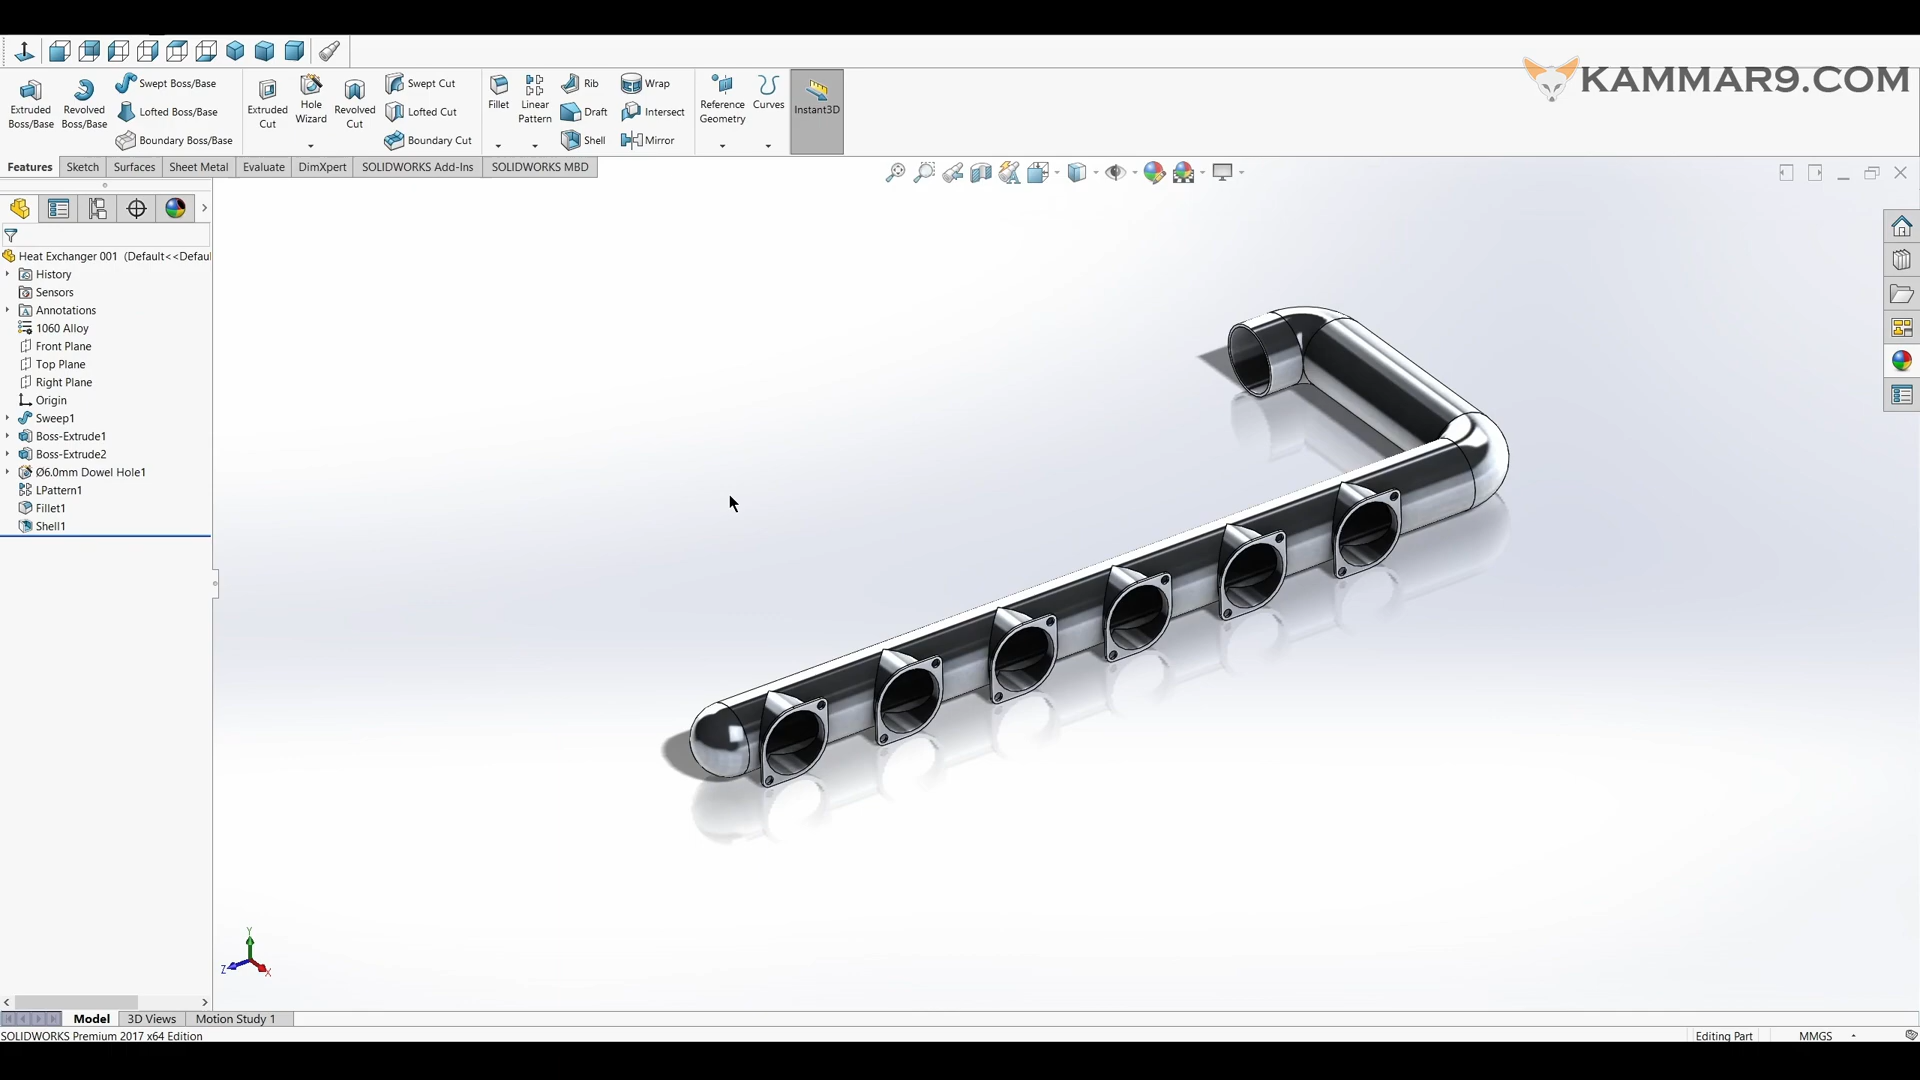 KAMMAR9.COM
Extruded Boss/Base
Revolved Boss/Base
Swept Boss/Base
Lofted Boss/Base
Boundary Boss/Base
Extruded Cut
Hole Wizard
Revolved Cut
Swept Cut
Lofted Cut
Boundary Cut
Fillet
Linear Pattern
Rib
Draft
Shell
Wrap
Intersect
Mirror
Reference Geometry
Curves
Instant3D
Features
Sketch
Surfaces
Sheet Metal
Evaluate
DimXpert
SOLIDWORKS Add-Ins
SOLIDWORKS MBD
Heat Exchanger 001 (Default<<Defaul
History
Sensors
Annotations
1060 Alloy
Front Plane
Top Plane
Right Plane
Origin
Sweep1
Boss-Extrude1
Boss-Extrude2
Ø6.0mm Dowel Hole1
LPattern1
Fillet1
Shell1
Y
Z
X
Model
3D Views
Motion Study 1
SOLIDWORKS Premium 2017 x64 Edition
Editing Part
MMGS